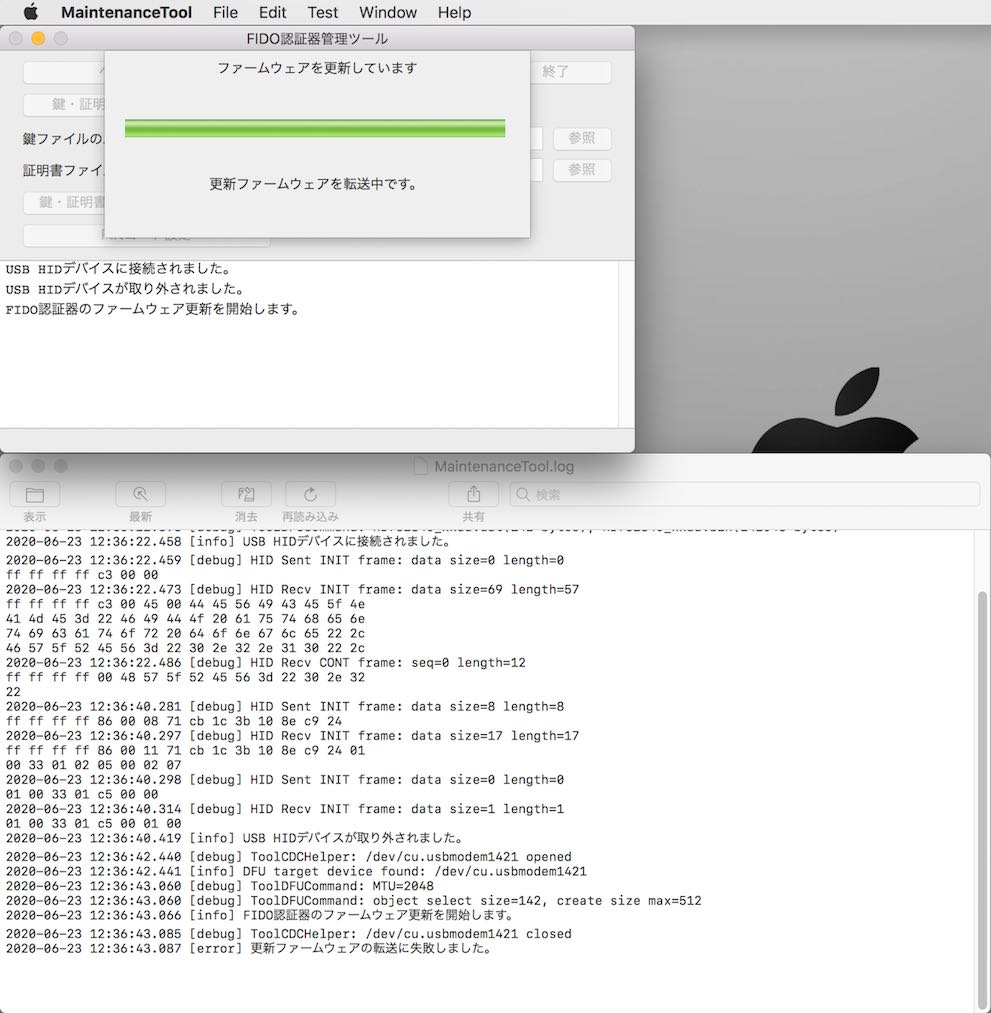 MaintenanceTool File Edit Test Window Help
FIDO認証器管理ツール
ファームウェアを更新しています
終了
鍵・証明
鍵ファイルの
参照
証明書ファイ
参照
更新ファームウェアを転送中です。
鍵・証明書
USB HIDデバイスに接続されました。
USB HIDデバイスが取り外されました。
FIDO認証器のファームウェア更新を開始します。
MaintenanceTool.log
検索
表示 最新 消去 再読み込み 共有
2020-06-23 12:36:22.458 [info] USB HIDデバイスに接続されました。
2020-06-23 12:36:22.459 [debug] HID Sent INIT frame: data size=0 length=0
ff ff ff ff c3 00 00
2020-06-23 12:36:22.473 [debug] HID Recv INIT frame: data size=69 length=57
ff ff ff ff c3 00 45 00 44 45 56 49 43 45 5f 4e
41 4d 45 3d 22 46 49 44 4f 20 61 75 74 68 65 6e
74 69 63 61 74 6f 72 20 64 6f 6e 67 6c 65 22 2c
46 57 5f 52 45 56 3d 22 30 2e 32 2e 31 30 22 2c
2020-06-23 12:36:22.486 [debug] HID Recv CONT frame: seq=0 length=12
ff ff ff ff 00 48 57 5f 52 45 56 3d 22 30 2e 32
22
2020-06-23 12:36:40.281 [debug] HID Sent INIT frame: data size=8 length=8
ff ff ff ff 86 00 08 71 cb 1c 3b 10 8e c9 24
2020-06-23 12:36:40.297 [debug] HID Recv INIT frame: data size=17 length=17
ff ff ff ff 86 00 11 71 cb 1c 3b 10 8e c9 24 01
00 33 01 02 05 00 02 07
2020-06-23 12:36:40.298 [debug] HID Sent INIT frame: data size=0 length=0
01 00 33 01 c5 00 00
2020-06-23 12:36:40.314 [debug] HID Recv INIT frame: data size=1 length=1
01 00 33 01 c5 00 01 00
2020-06-23 12:36:40.419 [info] USB HIDデバイスが取り外されました。
2020-06-23 12:36:42.440 [debug] ToolCDCHelper: /dev/cu.usbmodem1421 opened
2020-06-23 12:36:42.441 [info] DFU target device found: /dev/cu.usbmodem1421
2020-06-23 12:36:43.060 [debug] ToolDFUCommand: MTU=2048
2020-06-23 12:36:43.060 [debug] ToolDFUCommand: object select size=142, create size max=512
2020-06-23 12:36:43.066 [info] FIDO認証器のファームウェア更新を開始します。
2020-06-23 12:36:43.085 [debug] ToolCDCHelper: /dev/cu.usbmodem1421 closed
2020-06-23 12:36:43.087 [error] 更新ファームウェアの転送に失敗しました。